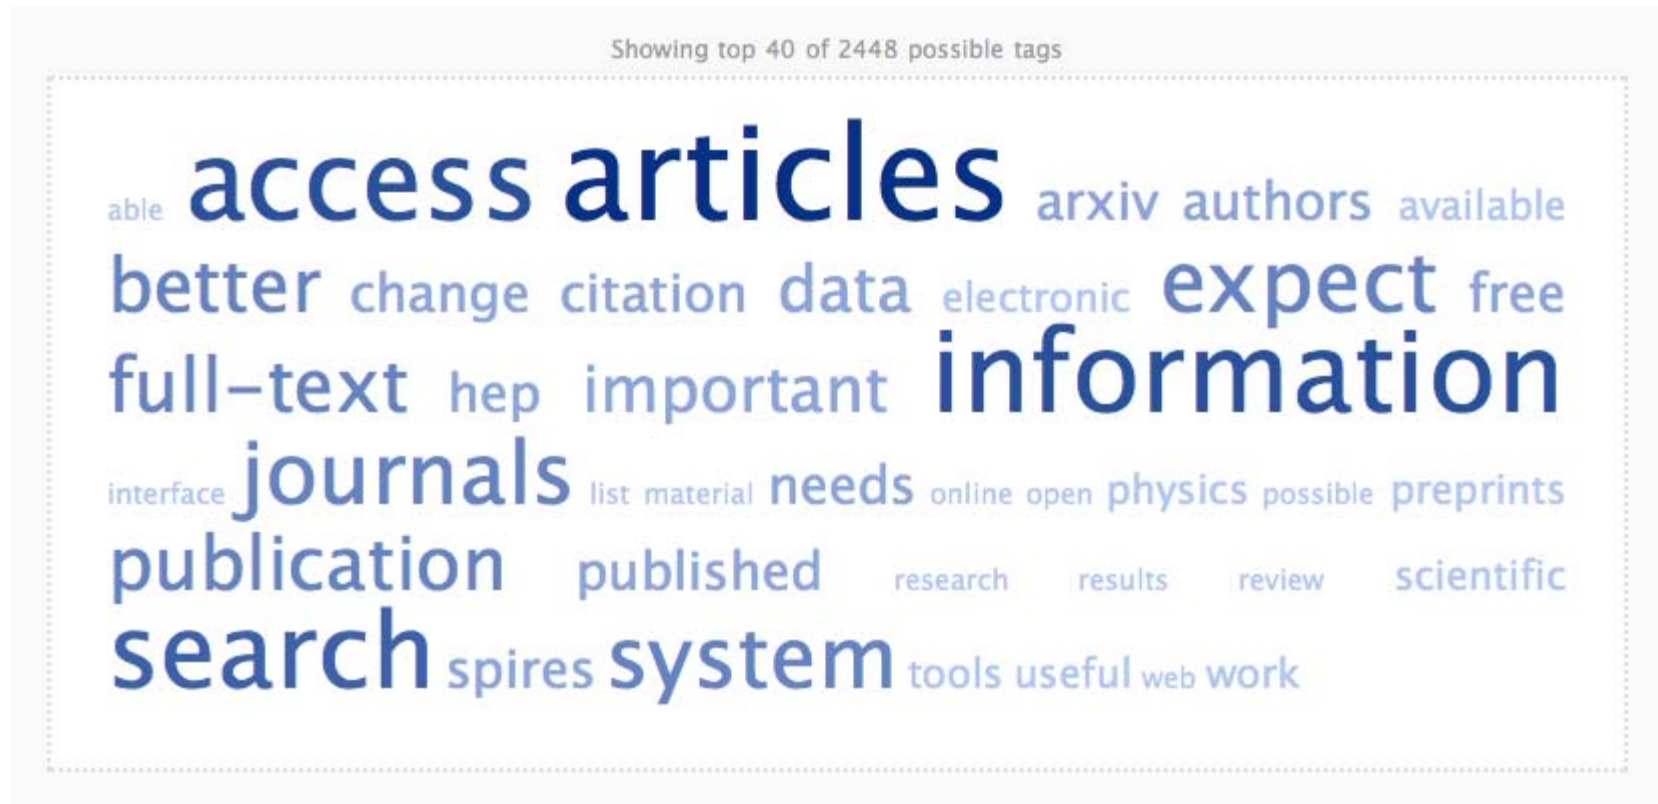 Showing top 40 of 2448 possible tags
able access articles arxiv authors available
better change citation data electronic expect free
full-text hep important information
interface journals list material needs online open physics possible preprints
publication published research results review scientific
search spires system tools useful web work